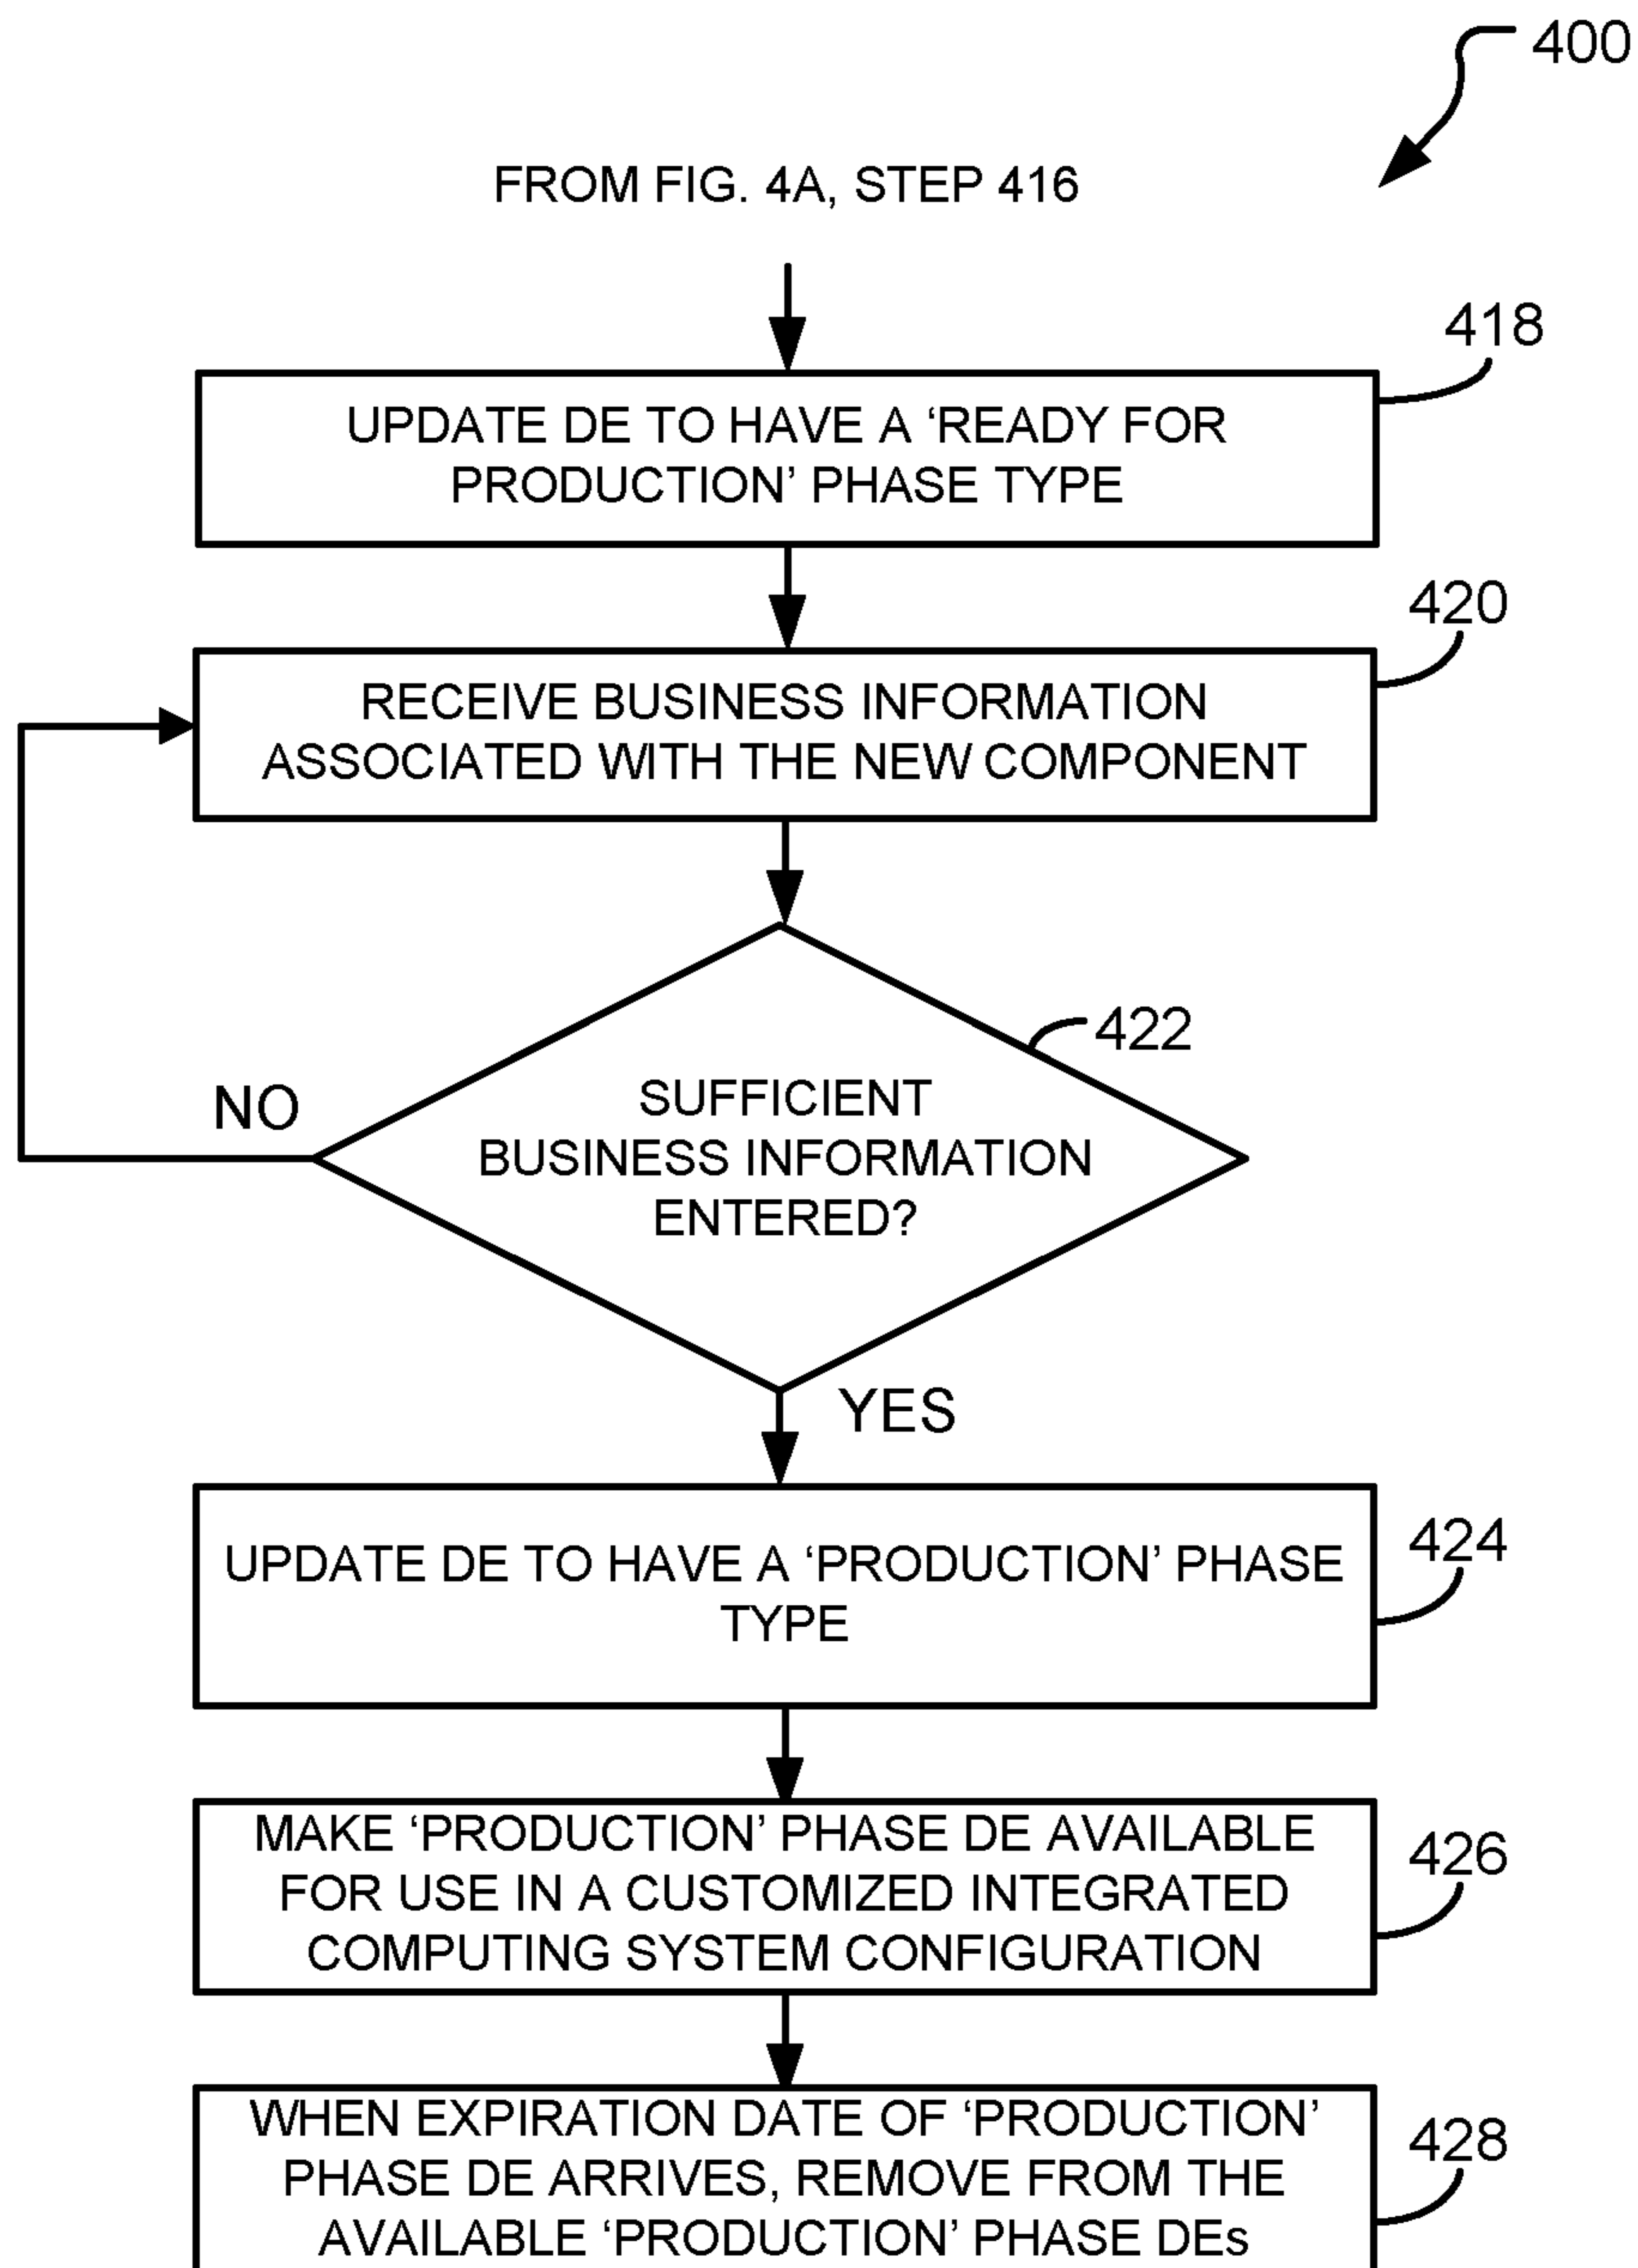 400
FROM FIG. 4A, STEP 416
418
UPDATE DE TO HAVE A ‘READY FOR
PRODUCTION’ PHASE TYPE
420
RECEIVE BUSINESS INFORMATION
ASSOCIATED WITH THE NEW COMPONENT
422
NO
SUFFICIENT
BUSINESS INFORMATION
ENTERED?
YES
424
UPDATE DE TO HAVE A ‘PRODUCTION’ PHASE
TYPE
426
MAKE ‘PRODUCTION’ PHASE DE AVAILABLE
FOR USE IN A CUSTOMIZED INTEGRATED
COMPUTING SYSTEM CONFIGURATION
428
WHEN EXPIRATION DATE OF ‘PRODUCTION’
PHASE DE ARRIVES, REMOVE FROM THE
AVAILABLE ‘PRODUCTION’ PHASE DEs